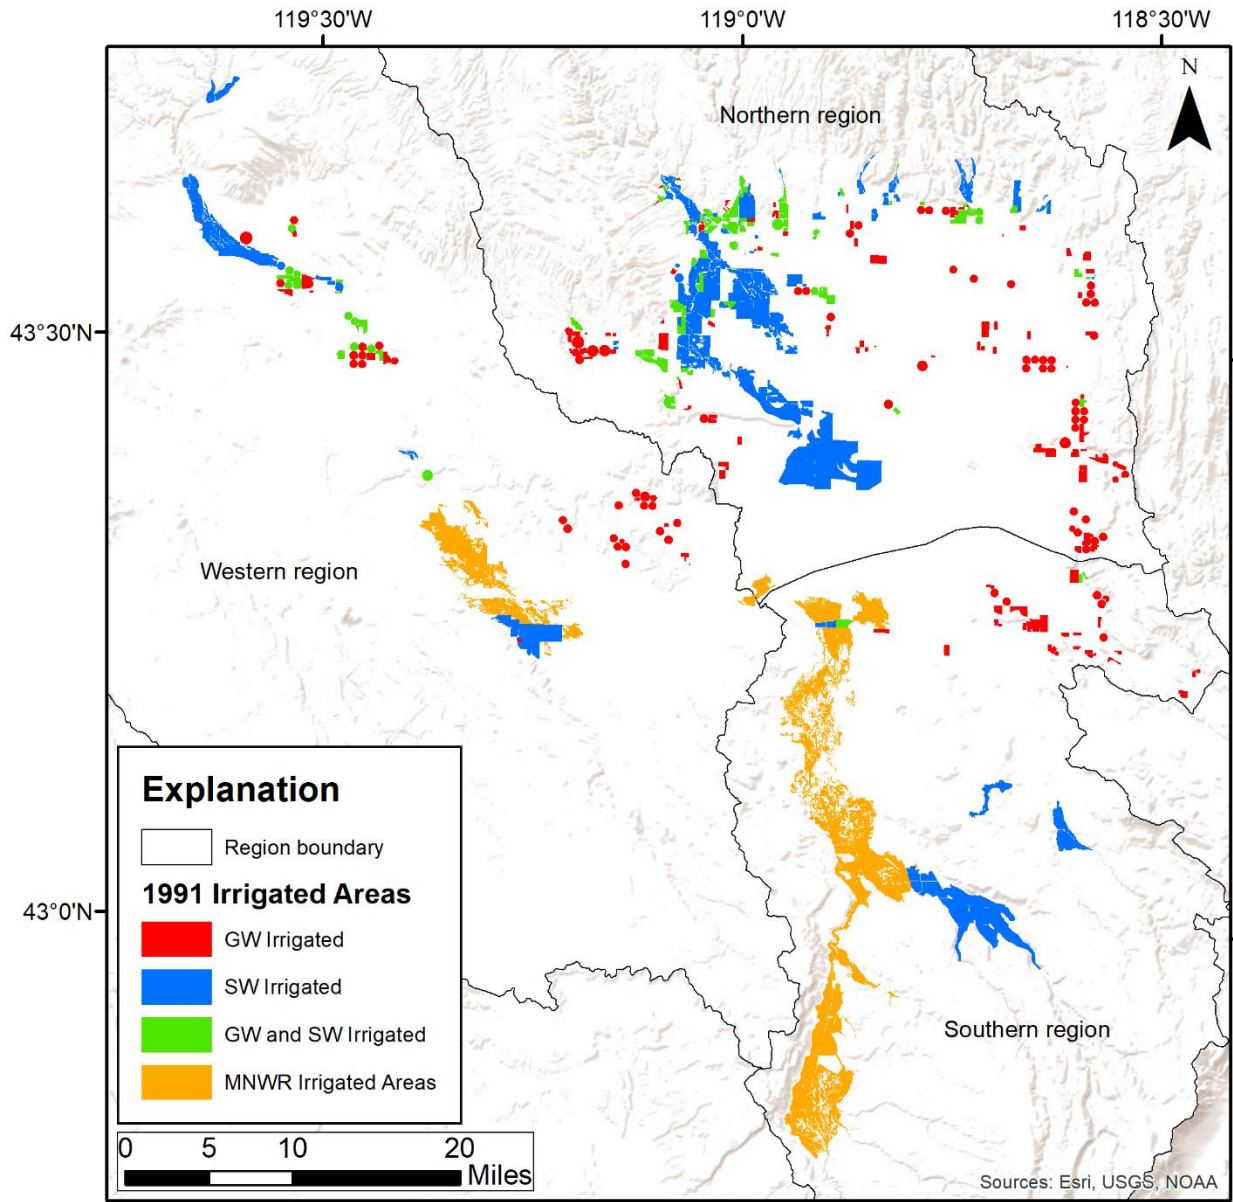 119°30'W
119°0'W
118°30'W
N
Northern region
43°30'N
Western region
Explanation
Region boundary
1991 Irrigated Areas
GW Irrigated
SW Irrigated
GW and SW Irrigated
MNWR Irrigated Areas
43°0'N
Southern region
0 5 10 20
Miles
Sources: Esri, USGS, NOAA